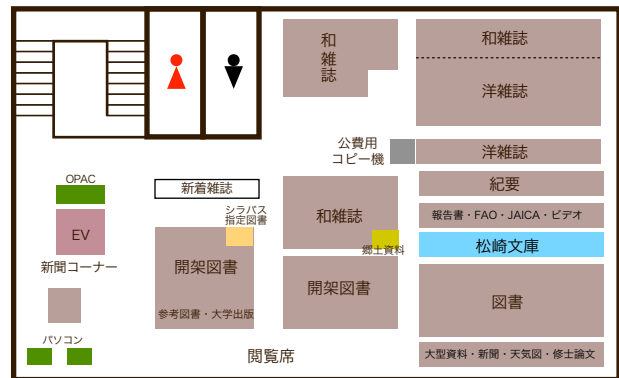 和
雑
誌
和雑誌
洋雑誌
公費用
コピー機
洋雑誌
OPAC
新着雑誌
紀要
シラバス
指定図書
和雑誌
報告書・FAO・JAICA・ビデオ
EV
郷土資料
松崎文庫
新聞コーナー
開架図書
開架図書
図書
参考図書・大学出版
パソコン
閲覧席
大型資料・新聞・天気図・修士論文